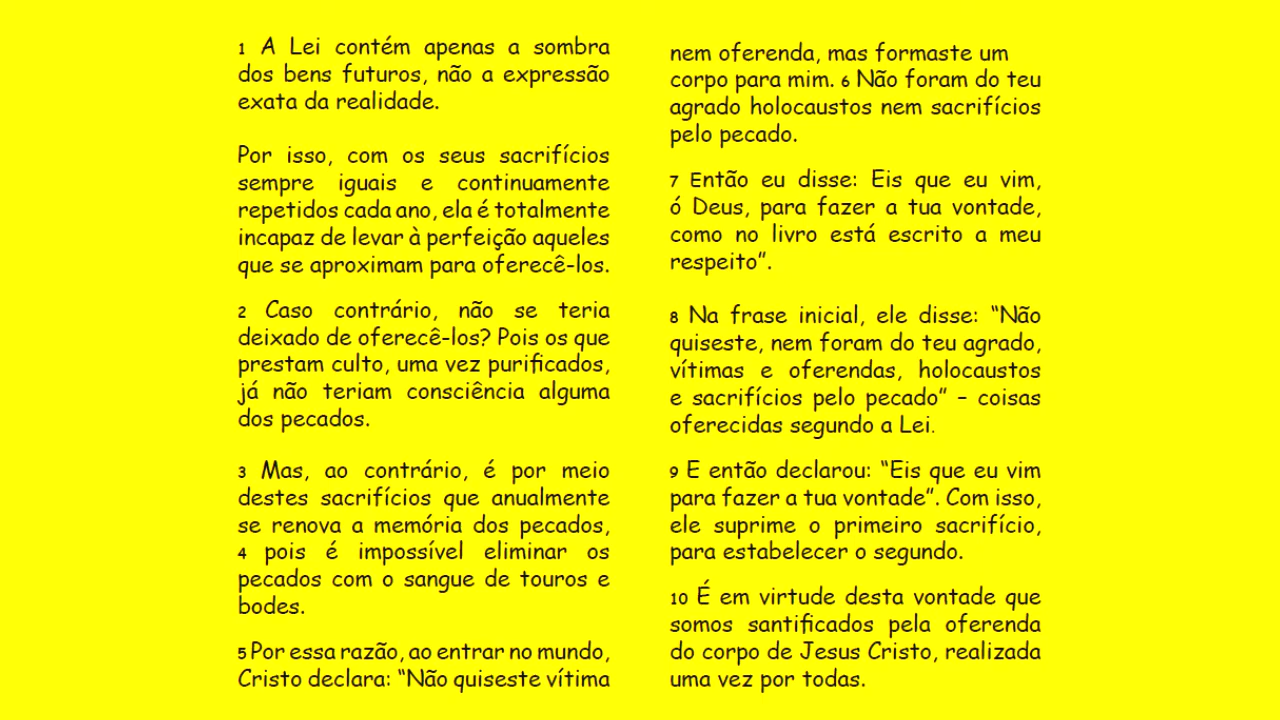 1 A Lei contém apenas a sombra
dos bens futuros, não a expressão
exata da realidade.
Por isso, com os seus sacrifícios
sempre iguais e continuamente
repetidos cada ano, ela é totalmente
incapaz de levar à perfeição aqueles
que se aproximam para oferecê-los.
2 Caso contrário, não se teria
deixado de oferecê-los? Pois os que
prestam culto, uma vez purificados,
já não teriam consciência alguma
dos pecados.
3 Mas, ao contrário, é por meio
destes sacrifícios que anualmente
se renova a memória dos pecados,
4 pois é impossível eliminar os
pecados com o sangue de touros e
bodes.
5 Por essa razão, ao entrar no mundo,
Cristo declara: “Não quiseste vítima
nem oferenda, mas formaste um
corpo para mim. 6 Não foram do teu
agrado holocaustos nem sacrifícios
pelo pecado.
7 Então eu disse: Eis que eu vim,
ó Deus, para fazer a tua vontade,
como no livro está escrito a meu
respeito”.
8 Na frase inicial, ele disse: “Não
quiseste, nem foram do teu agrado,
vítimas e oferendas, holocaustos
e sacrifícios pelo pecado” – coisas
oferecidas segundo a Lei.
9 E então declarou: “Eis que eu vim
para fazer a tua vontade”. Com isso,
ele suprime o primeiro sacrifício,
para estabelecer o segundo.
10 É em virtude desta vontade que
somos santificados pela oferenda
do corpo de Jesus Cristo, realizada
uma vez por todas.